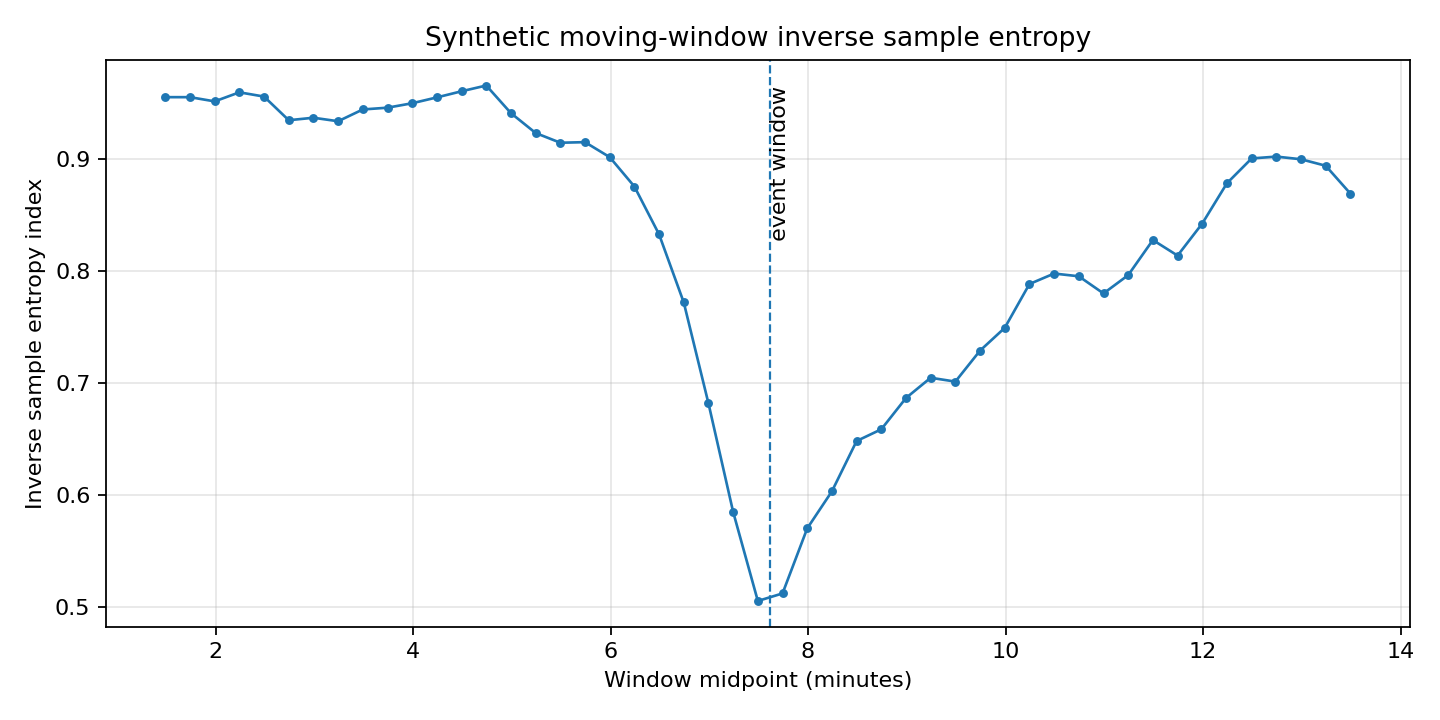 Synthetic moving-window inverse sample entropy
Inverse sample entropy index
0.9
0.8
0.7
0.6
0.5
event window
2 4 6 8 10 12 14
Window midpoint (minutes)